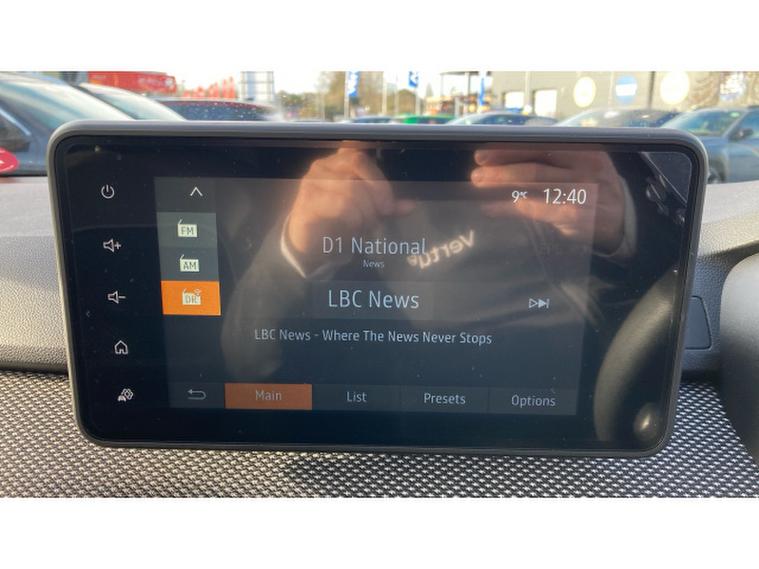 9°C 12:40
FM
D1 National
News
AM
DR
LBC News
LBC News - Where The News Never Stops
Main List Presets Options
Vertu